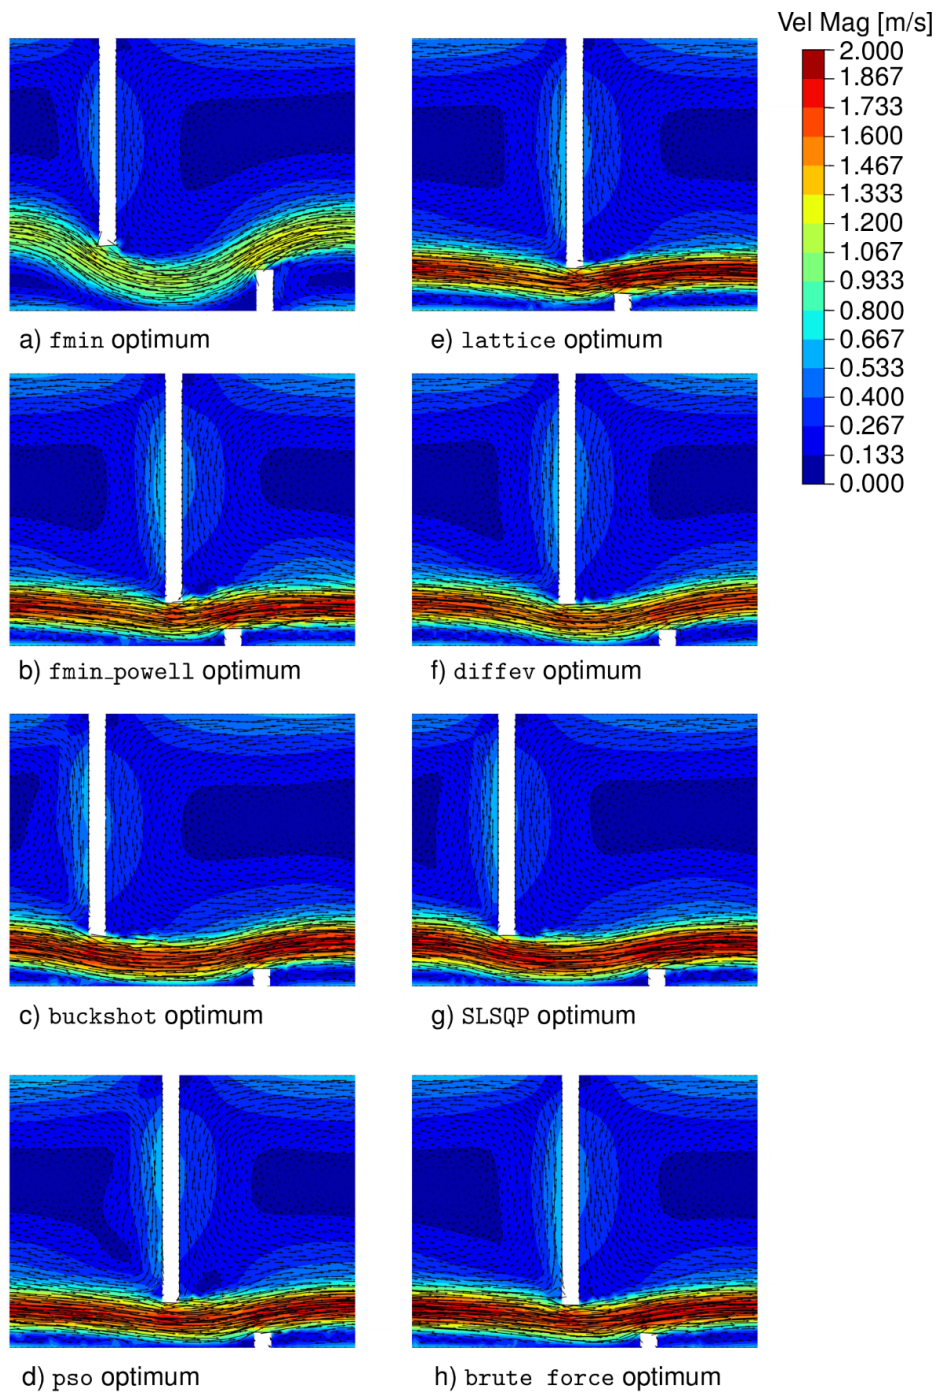 Vel Mag [m/s]
2.000
1.867
1.733
1.600
1.467
1.333
1.200
1.067
0.933
0.800
0.667
0.533
0.400
0.267
0.133
0.000
a) fmin optimum
e) lattice optimum
b) fmin_powell optimum
f) diffev optimum
c) buckshot optimum
g) SLSQP optimum
d) pso optimum
h) brute force optimum